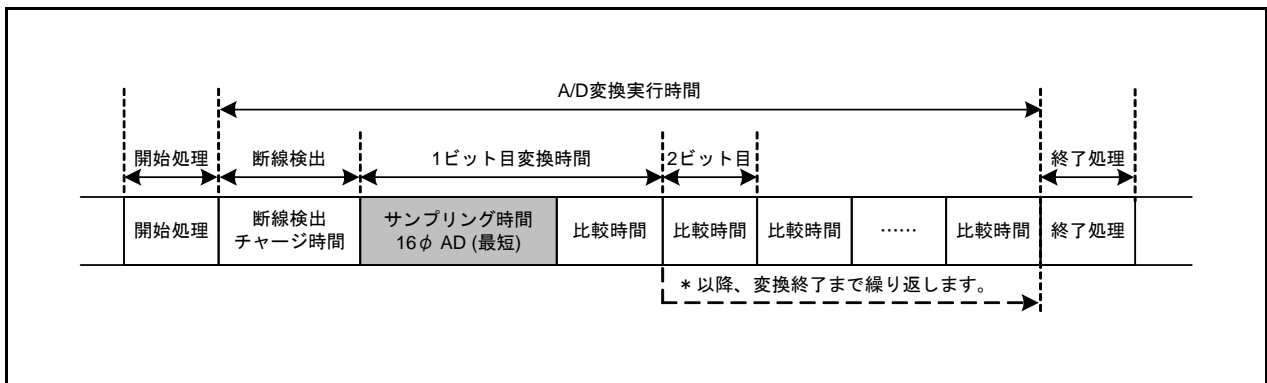 A/D変換実行時間
開始処理
断線検出
1ビット目変換時間
2ビット目
終了処理
開始処理
断線検出
チャージ時間
サンプリング時間
16φ AD (最短)
比較時間
比較時間
比較時間
……
比較時間
終了処理
* 以降、変換終了まで繰り返します。